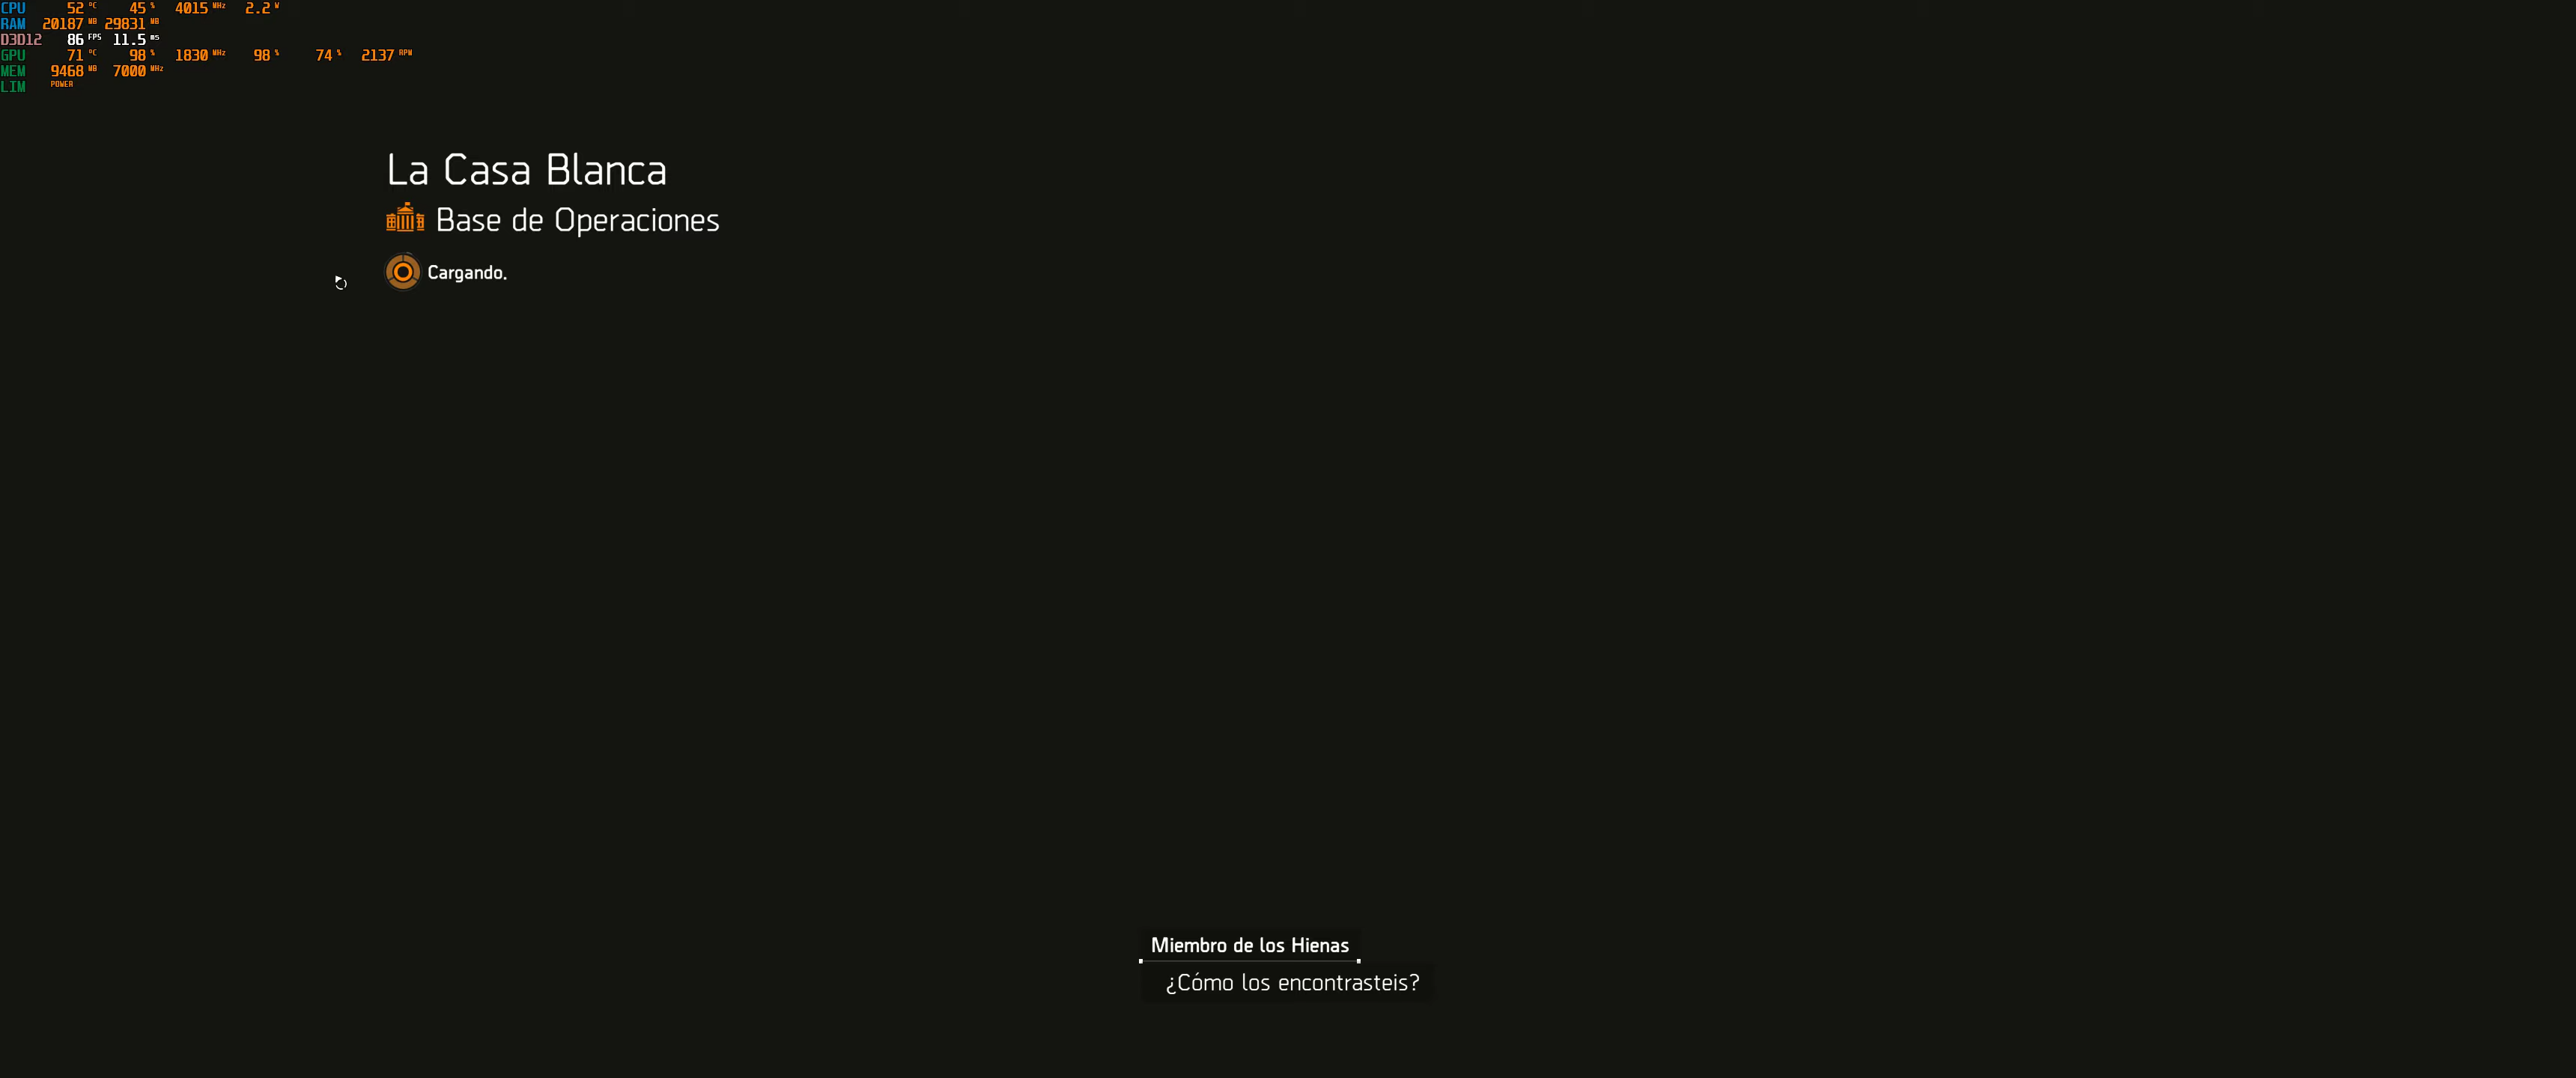 CPU 52 °C 45 % 4015 MHz 2.2 W
RAM 20187 MB 29831 MB
D3D12 86 FPS 11.5 ms
GPU 71 °C 98 % 1830 MHz 98 % 74 % 2137 RPM
MEM 9468 MB 7000 MHz
LIM POWER
La Casa Blanca
Base de Operaciones
Cargando.
Miembro de los Hienas
¿Cómo los encontrasteis?